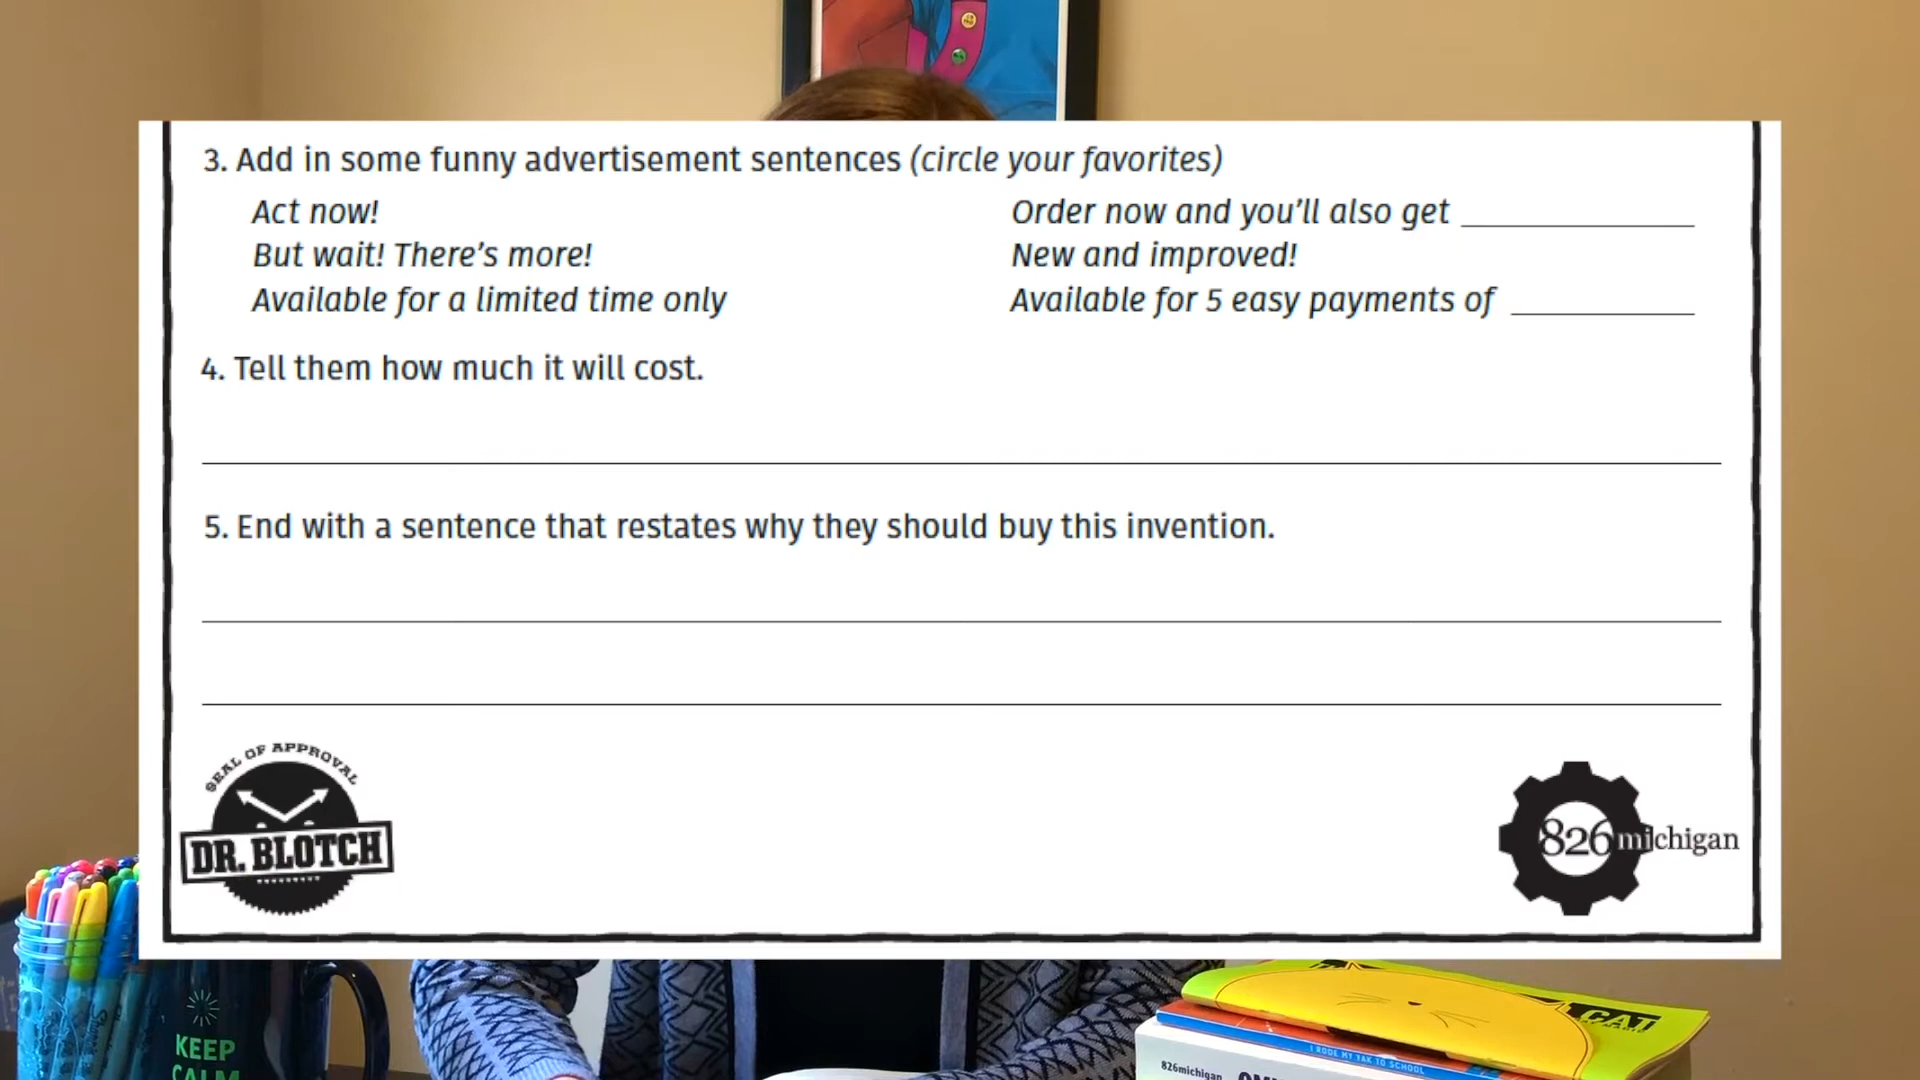 3. Add in some funny advertisement sentences (circle your favorites)
Act now!
But wait! There's more!
Available for a limited time only
Order now and you'll also get ____________
New and improved!
Available for 5 easy payments of ____________
4. Tell them how much it will cost.
5. End with a sentence that restates why they should buy this invention.
SEAL OF APPROVAL
DR. BLOTCH
826michigan
KEEP
CALM
CAT
I RODE MY YAK TO SCHOOL
826michigan